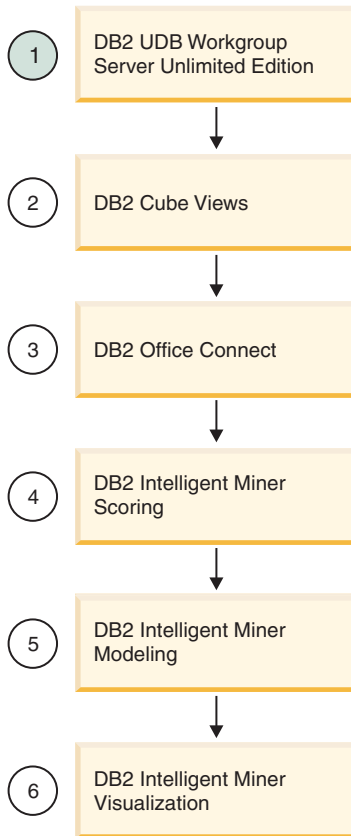 1
DB2 UDB Workgroup
Server Unlimited Edition
2
DB2 Cube Views
3
DB2 Office Connect
4
DB2 Intelligent Miner
Scoring
5
DB2 Intelligent Miner
Modeling
6
DB2 Intelligent Miner
Visualization